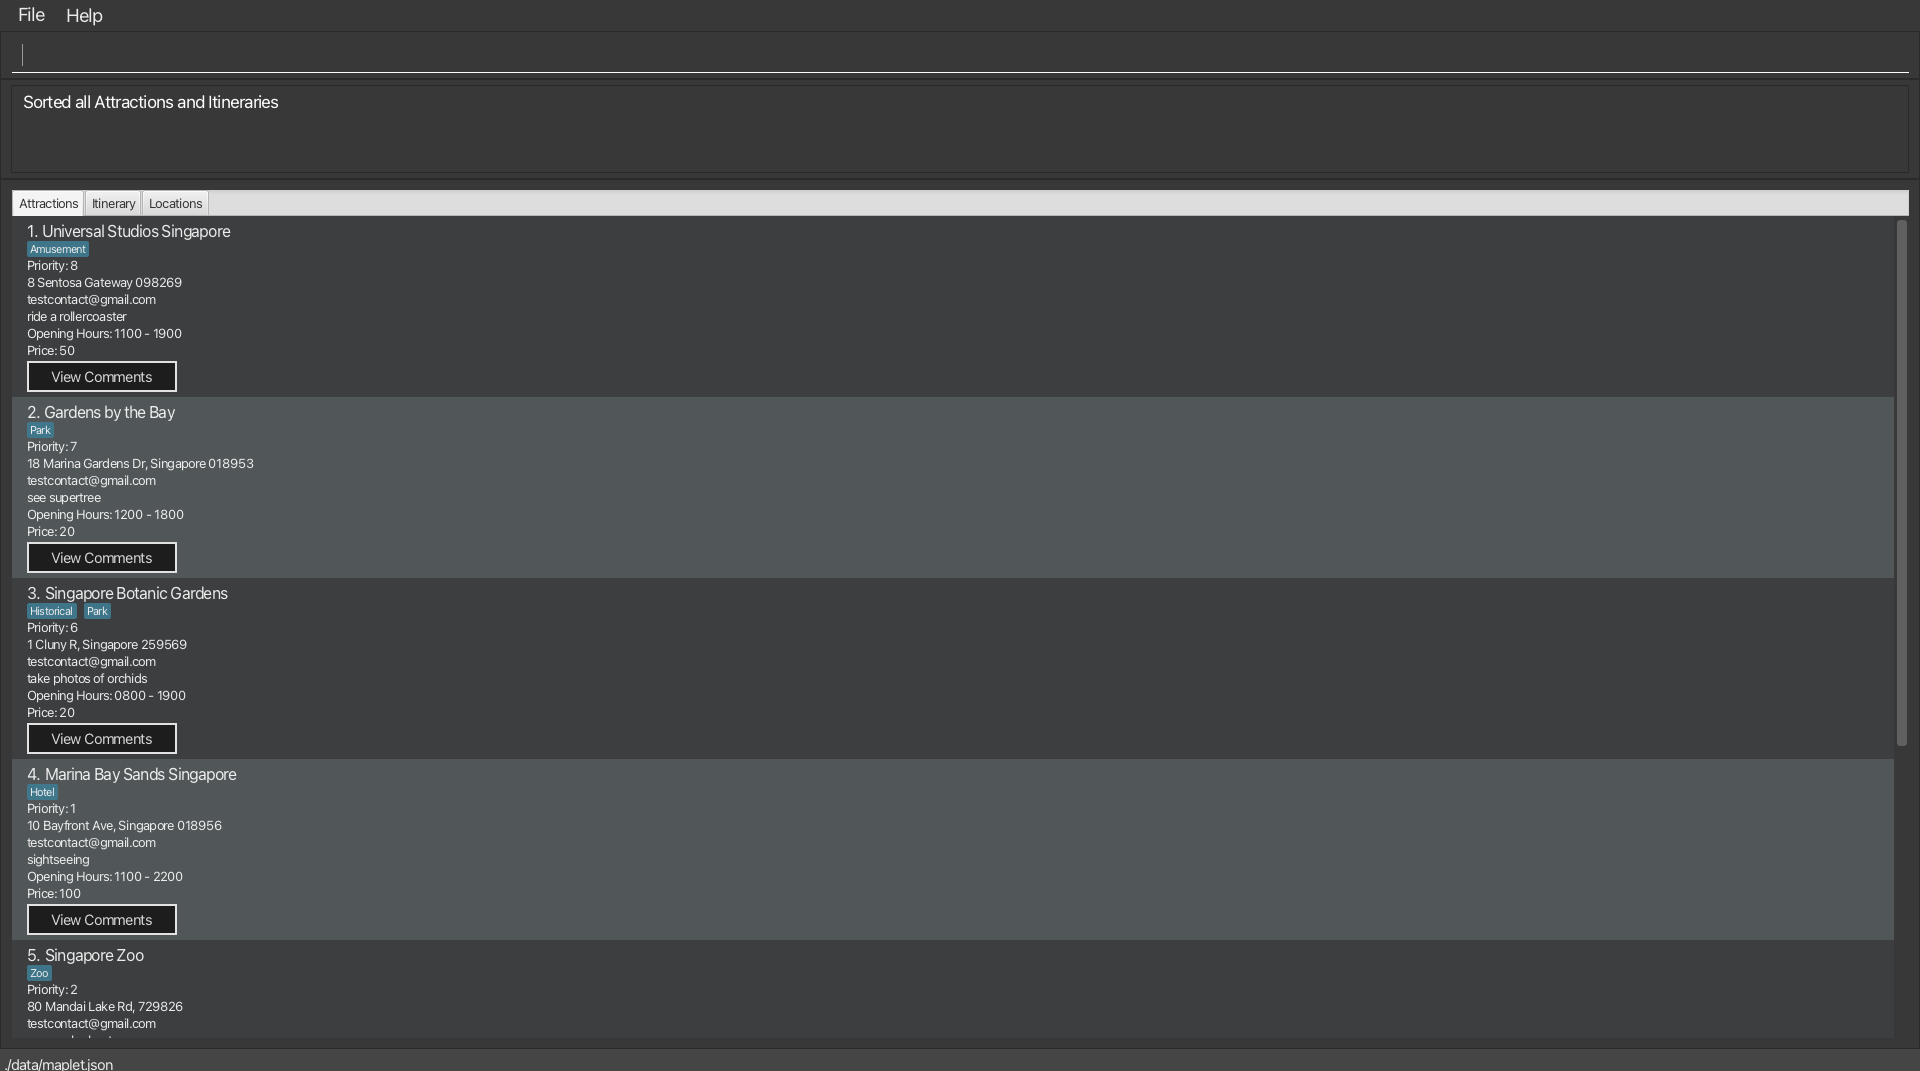 File Help
Sorted all Attractions and Itineraries
Attractions Itinerary Locations
1. Universal Studios Singapore
Amusement
Priority: 8
8 Sentosa Gateway 098269
testcontact@gmail.com
ride a rollercoaster
Opening Hours: 1100 - 1900
Price: 50
View Comments
2. Gardens by the Bay
Park
Priority: 7
18 Marina Gardens Dr, Singapore 018953
testcontact@gmail.com
see supertree
Opening Hours: 1200 - 1800
Price: 20
View Comments
3. Singapore Botanic Gardens
Historical Park
Priority: 6
1 Cluny R, Singapore 259569
testcontact@gmail.com
take photos of orchids
Opening Hours: 0800 - 1900
Price: 20
View Comments
4. Marina Bay Sands Singapore
Hotel
Priority: 1
10 Bayfront Ave, Singapore 018956
testcontact@gmail.com
sightseeing
Opening Hours: 1100 - 2200
Price: 100
View Comments
5. Singapore Zoo
Zoo
Priority: 2
80 Mandai Lake Rd, 729826
testcontact@gmail.com
./data/maplet.json